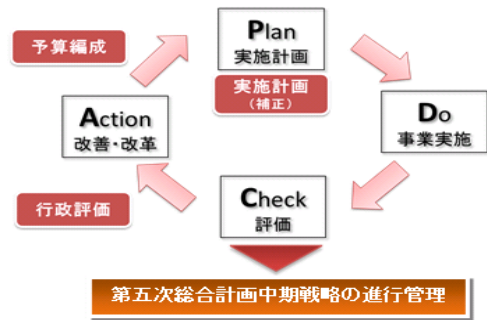 予算編成
Plan
実施計画
実施計画
（補正）
Action
改善・改革
Do
事業実施
行政評価
Check
評価
第五次総合計画中期戦略の進行管理